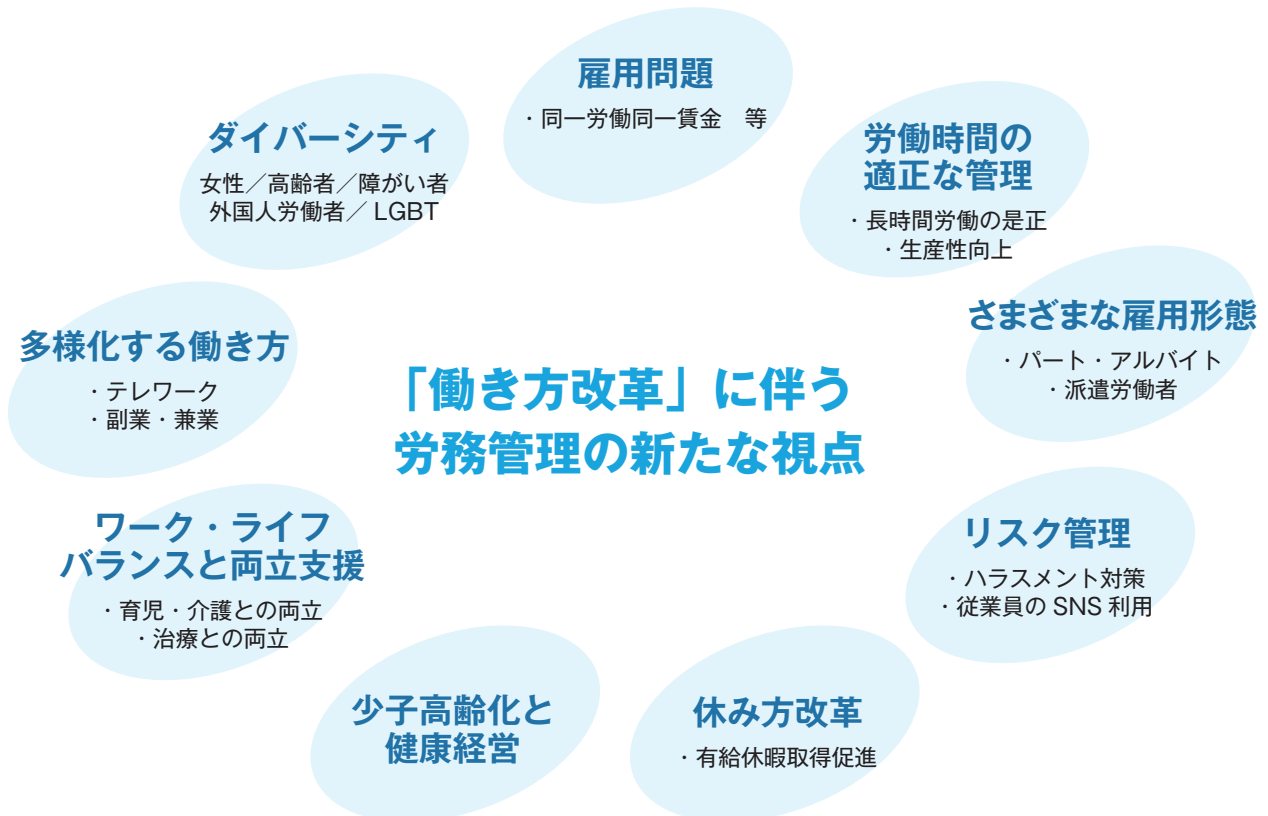 雇用問題
・同一労働同一賃金　等
労働時間の
適正な管理
・長時間労働の是正
・生産性向上
さまざまな雇用形態
・パート・アルバイト
・派遣労働者
リスク管理
・ハラスメント対策
・従業員の SNS 利用
休み方改革
・有給休暇取得促進
少子高齢化と
健康経営
ワーク・ライフ
バランスと両立支援
・育児・介護との両立
・治療との両立
多様化する働き方
・テレワーク
・副業・兼業
ダイバーシティ
女性／高齢者／障がい者
外国人労働者／ LGBT
「働き方改革」に伴う
労務管理の新たな視点